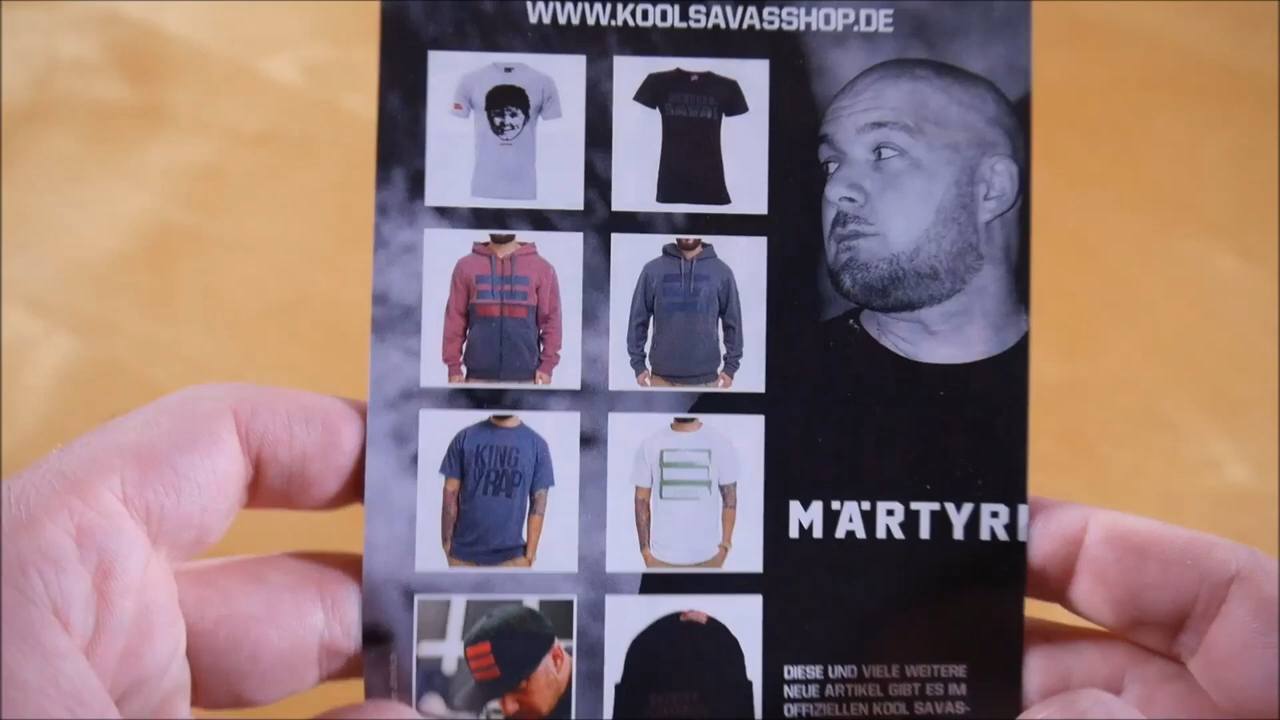 WWW.KOOLSAVASSHOP.DE
KING
RAP
MÄRTYR
DIESE UND VIELE WEITERE
NEUE ARTIKEL GIBT ES IM
OFFIZIELLEN KOOL SAVAS-